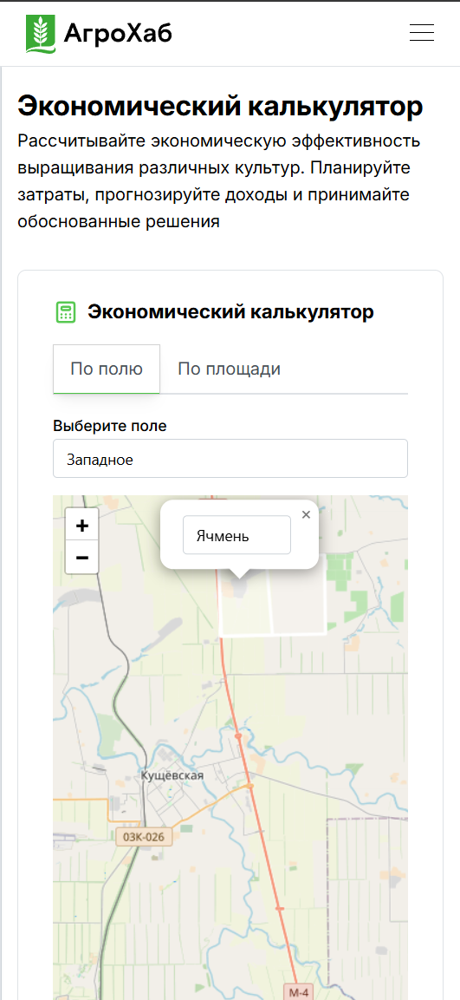 АгроХаб
Экономический калькулятор
Рассчитывайте экономическую эффективность
выращивания различных культур. Планируйте
затраты, прогнозируйте доходы и принимайте
обоснованные решения
Экономический калькулятор
По полю
По площади
Выберите поле
Западное
+
−
×
Ячмень
Кущёвская
03К-026
М-4